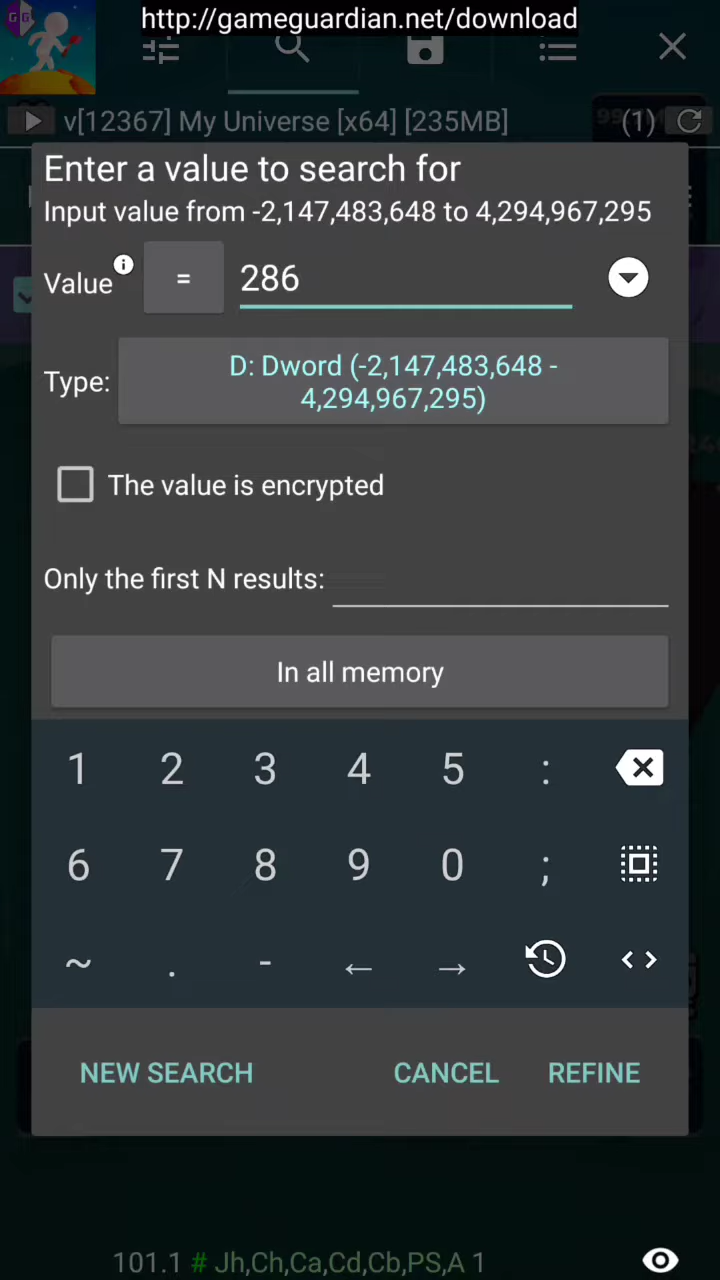 http://gameguardian.net/download
v[12367] My Universe [x64] [235MB]
(1)
Enter a value to search for
Input value from -2,147,483,648 to 4,294,967,295
Value
=
286
Type:
D: Dword (-2,147,483,648 -
4,294,967,295)
The value is encrypted
Only the first N results:
In all memory
1 2 3 4 5 :
6 7 8 9 0 ;
~ . - ← → < >
NEW SEARCH CANCEL REFINE
101.1 # Jh,Ch,Ca,Cd,Cb,PS,A 1